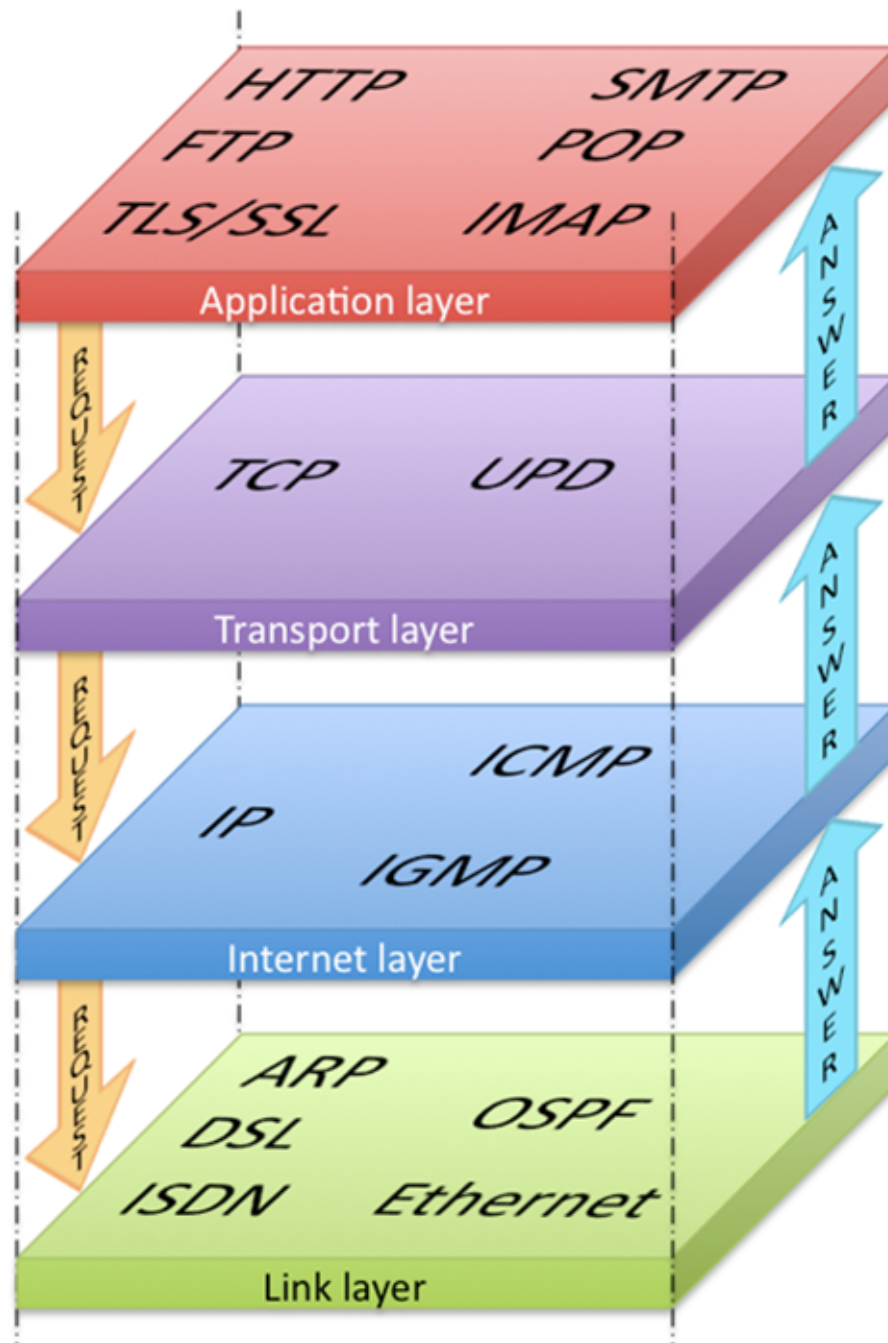 HTTP SMTP
FTP POP
TLS/SSL IMAP
Application layer
REQUEST
ANSWER
TCP UPD
Transport layer
REQUEST
ANSWER
ICMP
IP
IGMP
Internet layer
REQUEST
ANSWER
ARP
OSPF
DSL
ISDN Ethernet
Link layer